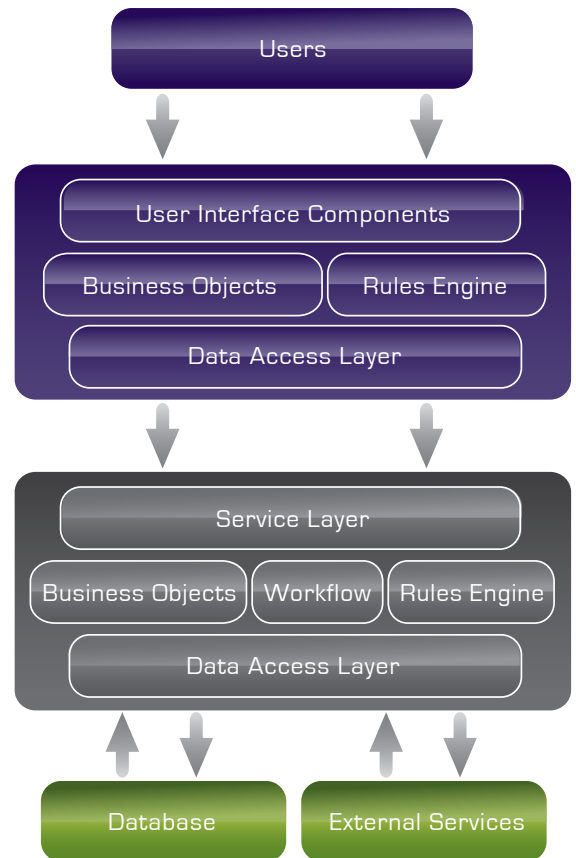 Users
User Interface Components
Business Objects
Rules Engine
Data Access Layer
Service Layer
Business Objects
Workflow
Rules Engine
Data Access Layer
Database
External Services